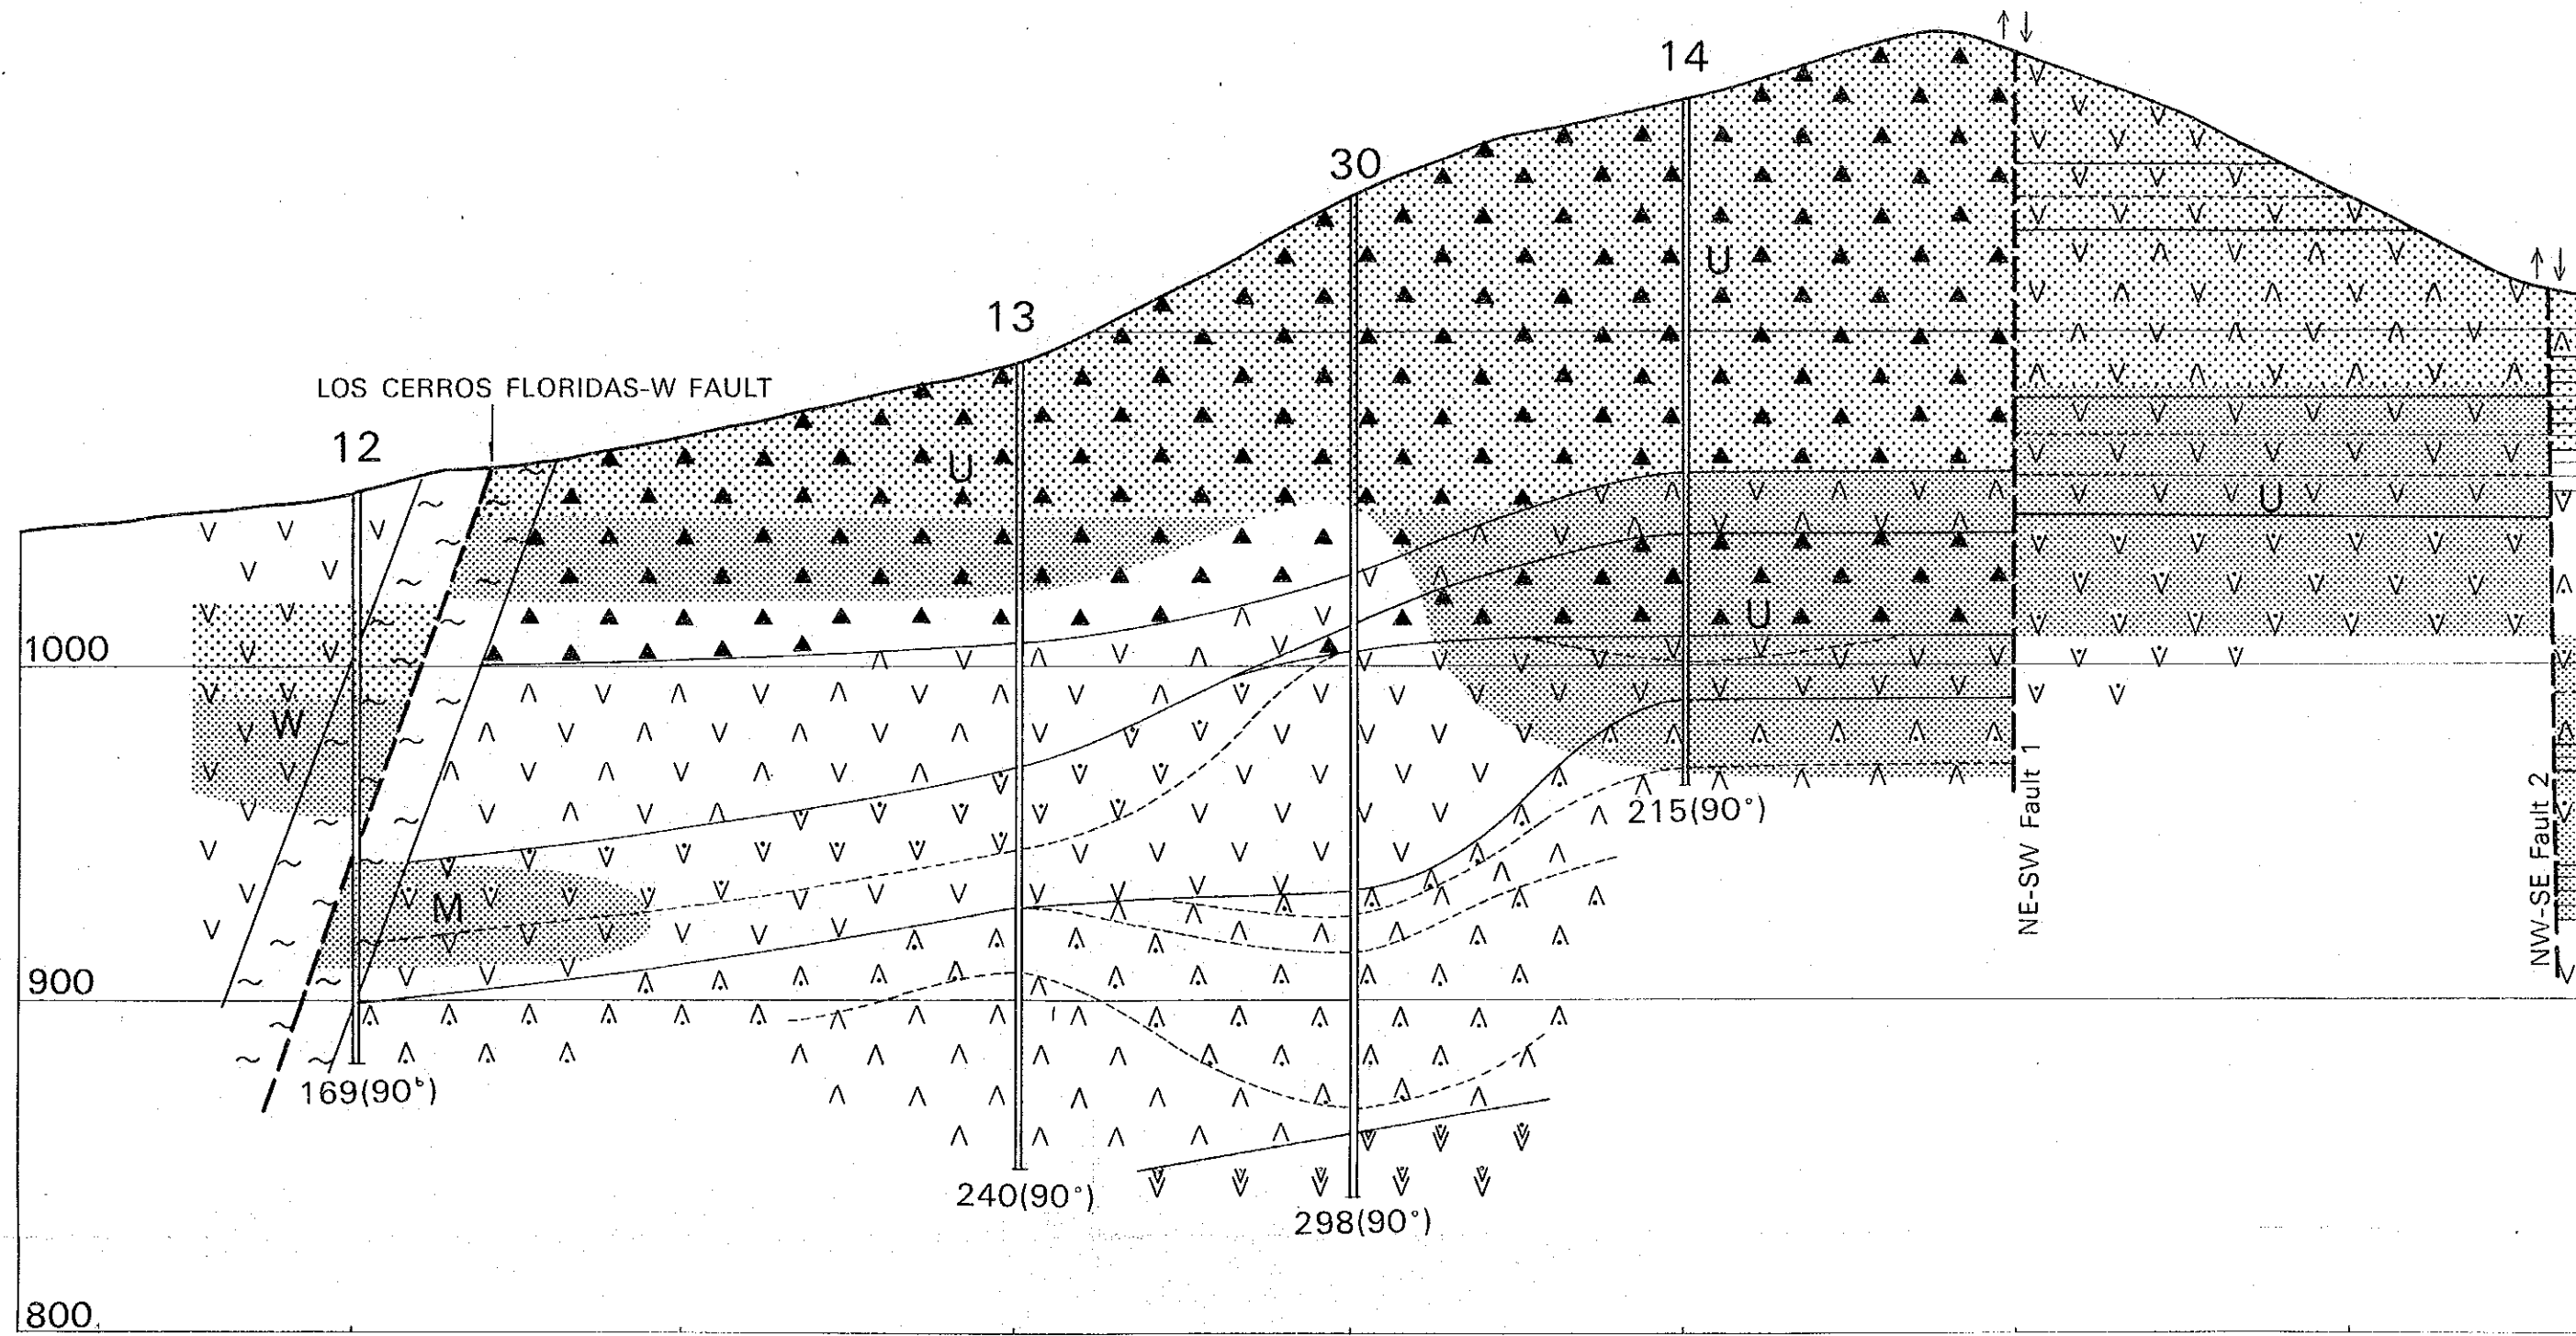 14
30
13
LOS CERROS FLORIDAS-W FAULT
12
U
U
U
1000
U
W
215(90°)
NE-SW Fault 1
NW-SE Fault 2
M
900
169(90°)
240(90°)
298(90°)
800